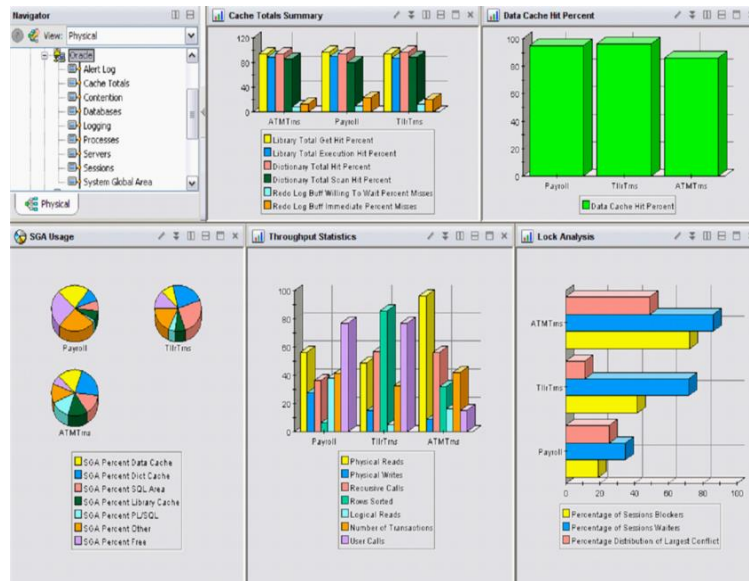 Navigator
View: Physical
Oracle
Alert Log
Cache Totals
Contention
Databases
Logging
Processes
Servers
Sessions
System Global Area
Physical
Cache Totals Summary
120
80
40
0
ATMTrns
Payroll
TllrTrns
Library Total Get Hit Percent
Library Total Execution Hit Percent
Dictionary Total Hit Percent
Dictionary Total Scan Hit Percent
Redo Log Buff Willing To Wait Percent Misses
Redo Log Buff Immediate Percent Misses
Data Cache Hit Percent
100
80
60
40
20
0
Payroll
TllrTrns
ATMTrns
Data Cache Hit Percent
SGA Usage
Payroll
TllrTrns
ATMTrns
SGA Percent Data Cache
SGA Percent Dict Cache
SGA Percent SQL Area
SGA Percent Library Cache
SGA Percent PL/SQL
SGA Percent Other
SGA Percent Free
Throughput Statistics
100
80
60
40
20
0
Payroll
TllrTrns
ATMTrns
Physical Reads
Physical Writes
Recursive Calls
Rows Sorted
Logical Reads
Number of Transactions
User Calls
Lock Analysis
ATMTrns
TllrTrns
Payroll
0 20 40 60 80 100
Percentage of Sessions Blockers
Percentage of Sessions Waiters
Percentage Distribution of Largest Conflict